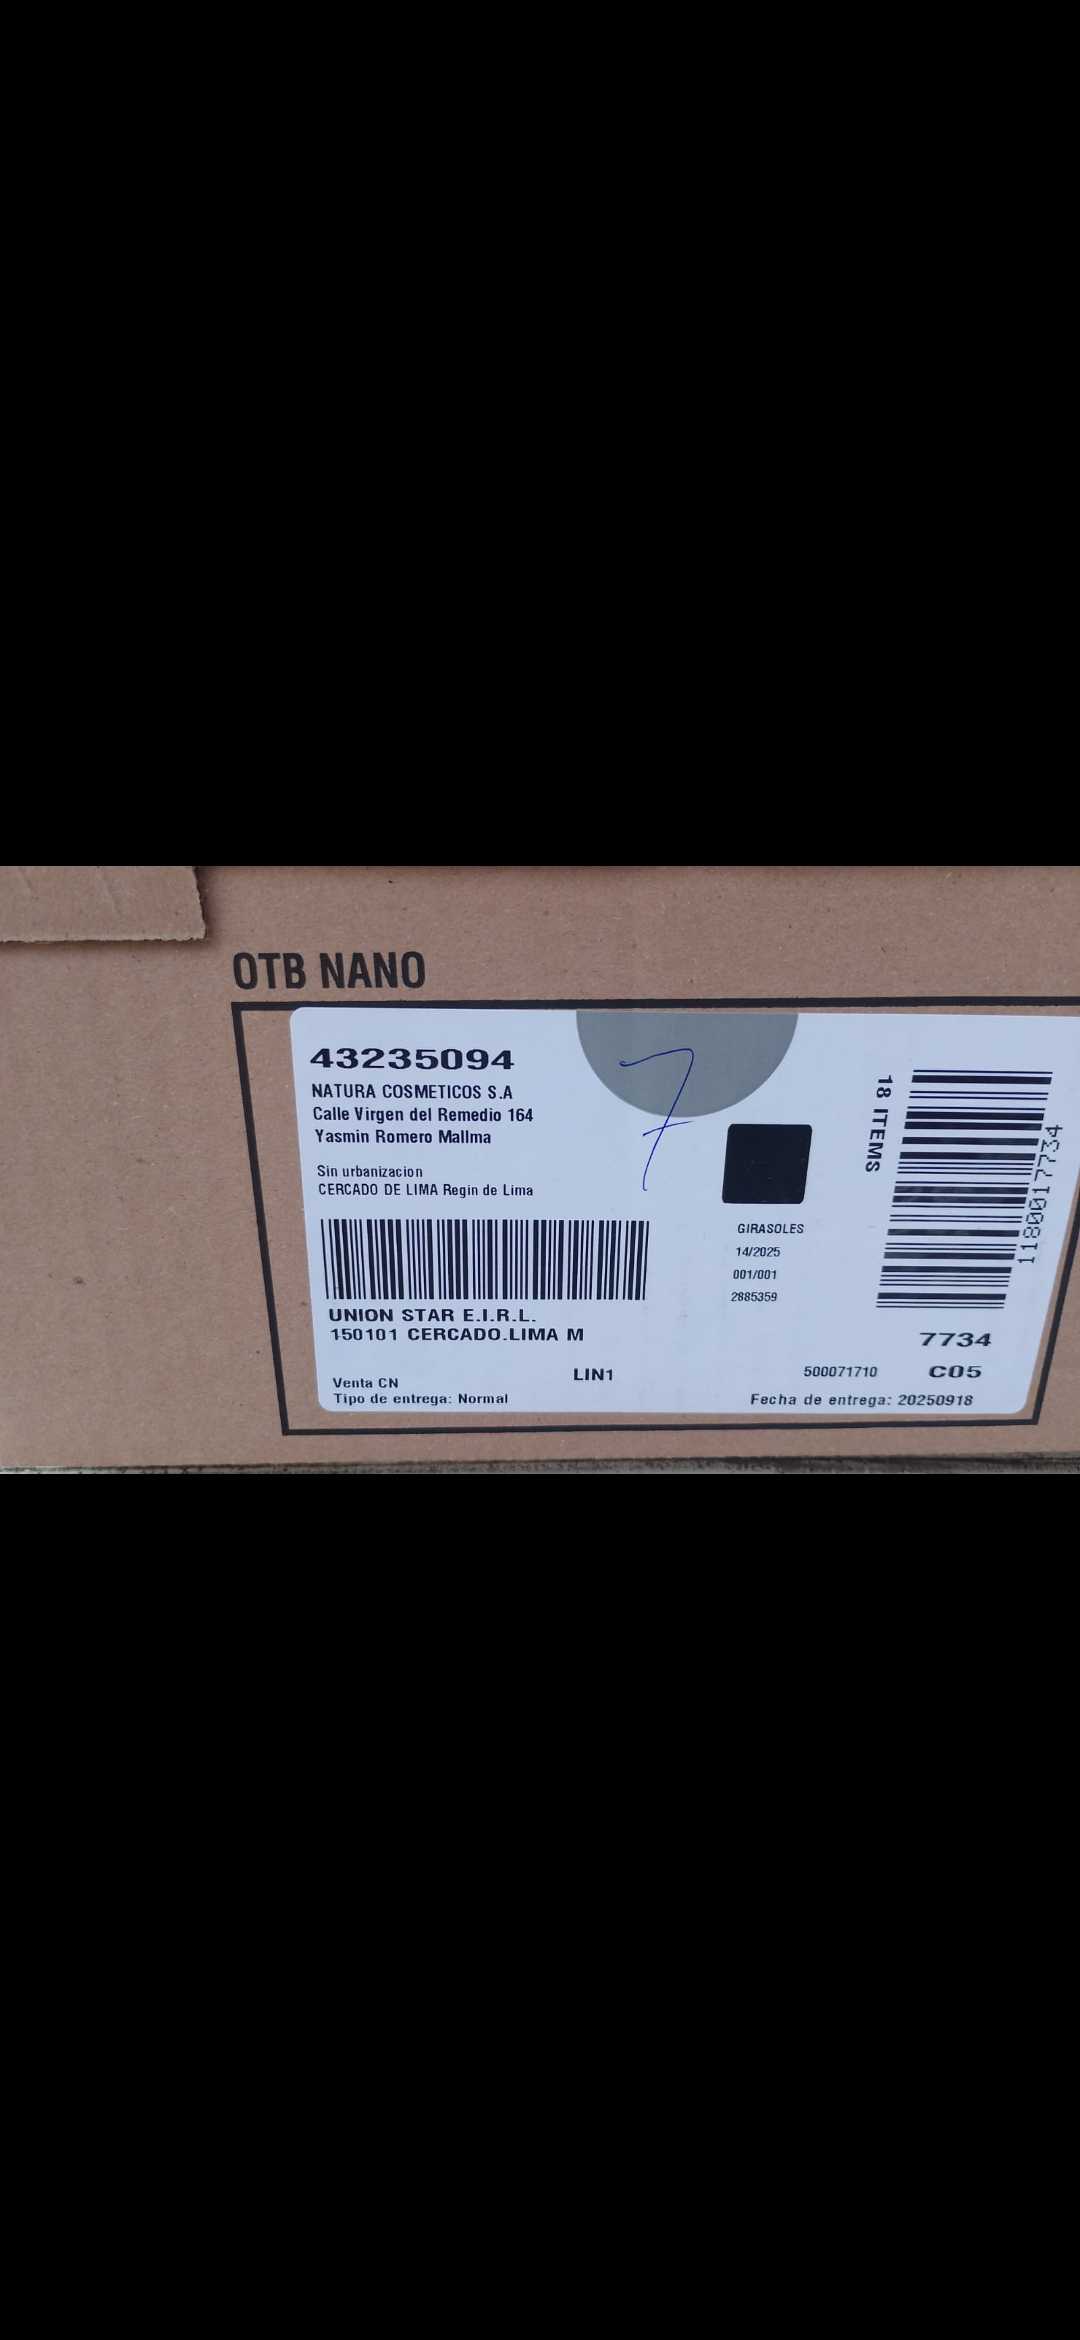 OTB NANO
43235094
NATURA COSMETICOS S.A
Calle Virgen del Remedio 164
Yasmin Romero Mallma
Sin urbanizacion
CERCADO DE LIMA Regin de Lima
7
UNION STAR E.I.R.L.
150101 CERCADO.LIMA M
Venta CN
Tipo de entrega: Normal
LIN1
GIRASOLES
14/2025
001/001
2885359
18 ITEMS
1180017734
7734
500071710 C05
Fecha de entrega: 20250918